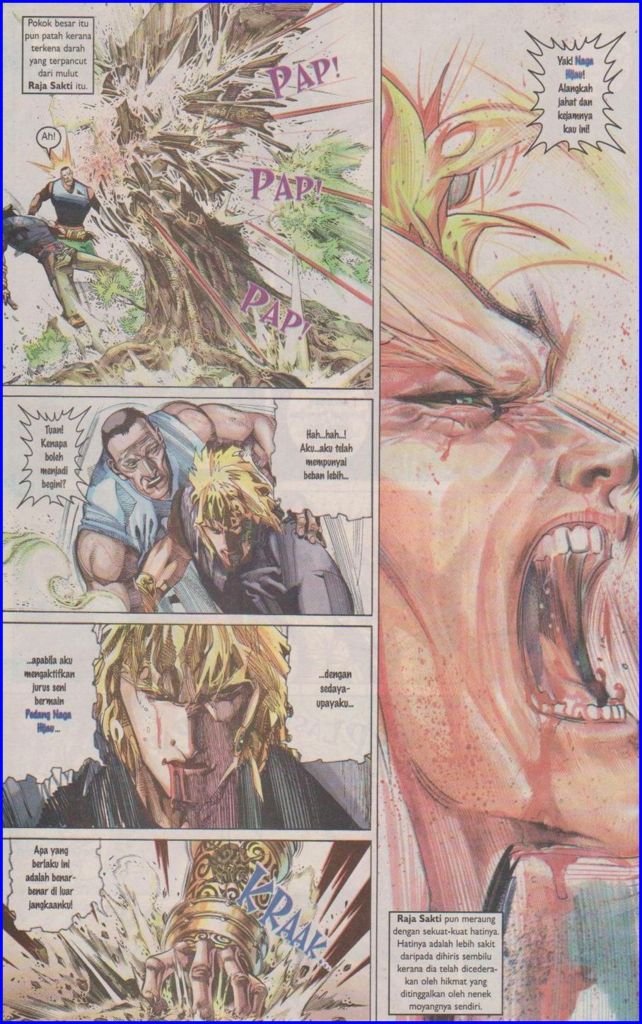 Pokok besar itu
pun patah kerana
terkena darah
yang terpancut
dari mulut
Raja Sakti itu.
PAP!
Ah!
PAP!
PAP!
Tuan!
Kenapa
boleh
menjadi
begini?
Hah...hah...!
Aku...aku telah
mempunyai
beban lebih...
...apabila aku
mengaktifkan
jurus seni
bermain
Pedang Naga
Hijau...
...dengan
sedaya-
upayaku...
Apa yang
berlaku ini
adalah benar-
benar di luar
jangkaanku!
KRAAK...
Yak! Naga
Hijau!
Alangkah
jahat dan
kejamnya
kau ini!
Raja Sakti pun meraung
dengan sekuat-kuat hatinya.
Hatinya adalah lebih sakit
daripada dihiris sembilu
kerana dia telah dicedera-
kan oleh hikmat yang
ditinggalkan oleh nenek
moyangnya sendiri.